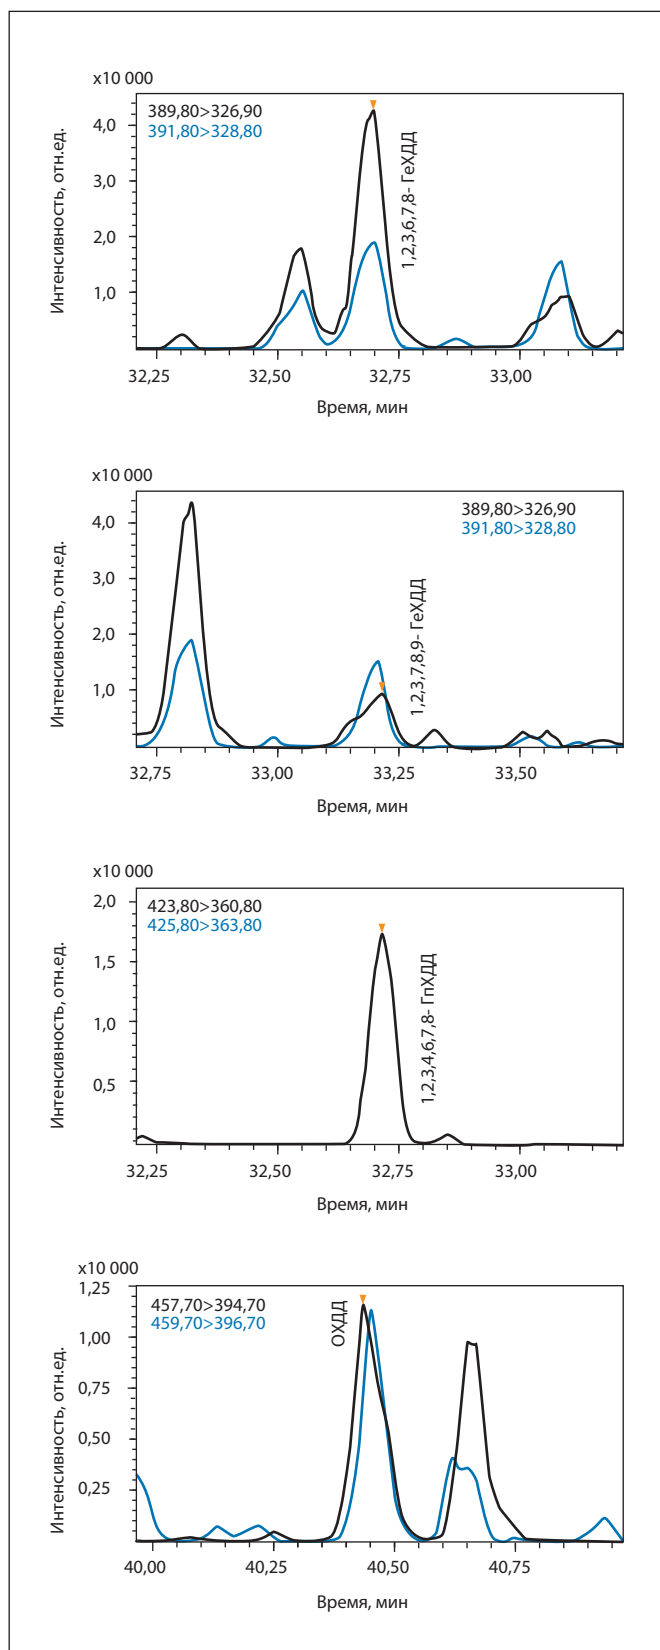 x10 000
389,80>326,90
391,80>328,80
4,0
3,0
2,0
1,0
Интенсивность, отн.ед.
1,2,3,6,7,8- ГеХДД
32,25 32,50 32,75 33,00
Время, мин
x10 000
389,80>326,90
391,80>328,80
4,0
3,0
2,0
1,0
Интенсивность, отн.ед.
1,2,3,7,8,9- ГеХДД
32,75 33,00 33,25 33,50
Время, мин
x10 000
423,80>360,80
425,80>363,80
2,0
1,5
1,0
0,5
Интенсивность, отн.ед.
1,2,3,4,6,7,8- ГпХДД
32,25 32,50 32,75 33,00
Время, мин
x10 000
457,70>394,70
459,70>396,70
1,25
1,00
0,75
0,50
0,25
Интенсивность, отн.ед.
ОХДД
40,00 40,25 40,50 40,75
Время, мин